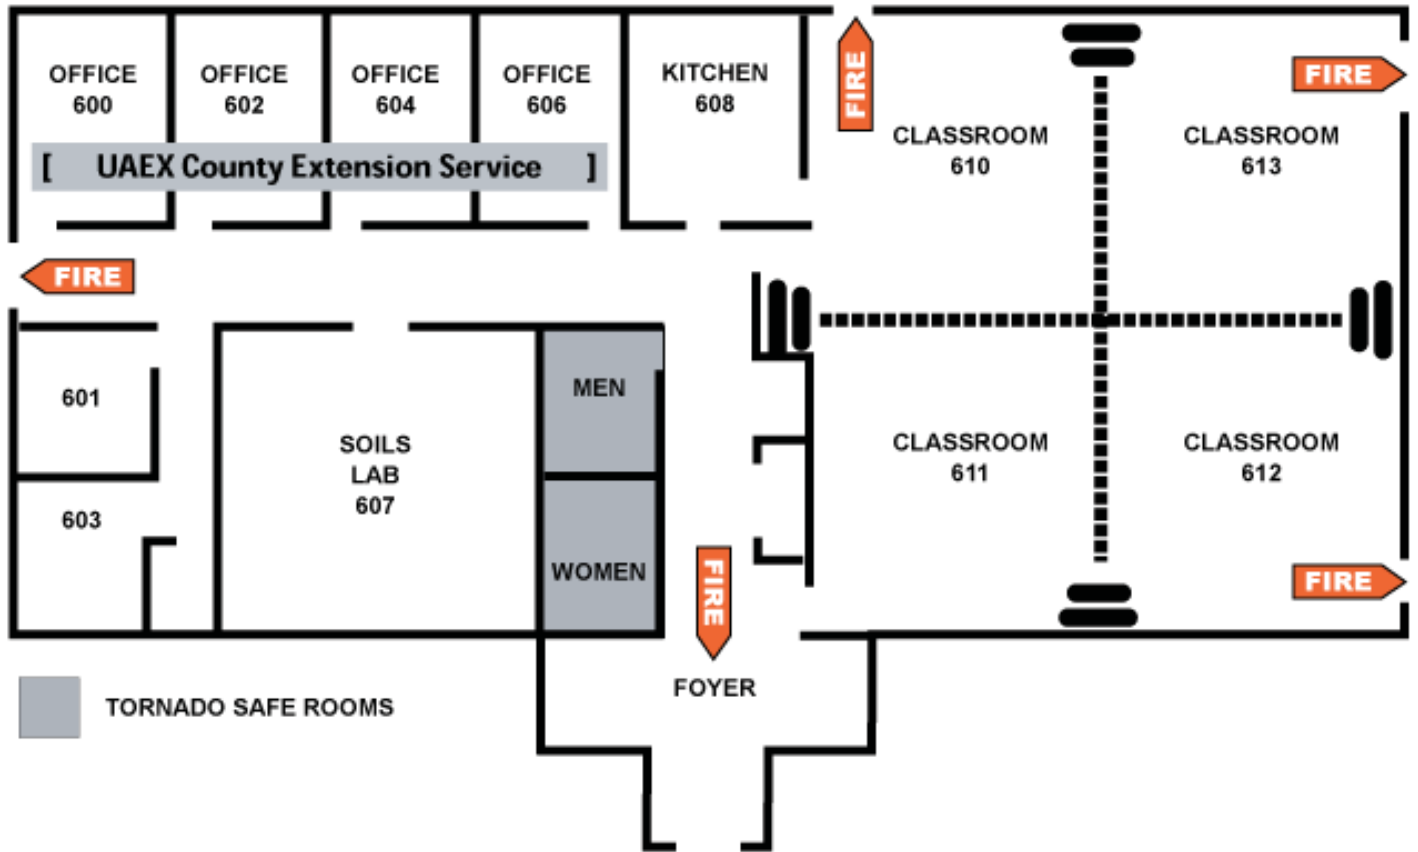 OFFICE
600
OFFICE
602
OFFICE
604
OFFICE
606
KITCHEN
608
FIRE
CLASSROOM
610
FIRE
CLASSROOM
613
[ UAEX County Extension Service ]
FIRE
601
603
SOILS
LAB
607
MEN
WOMEN
FIRE
CLASSROOM
611
CLASSROOM
612
FIRE
FOYER
TORNADO SAFE ROOMS